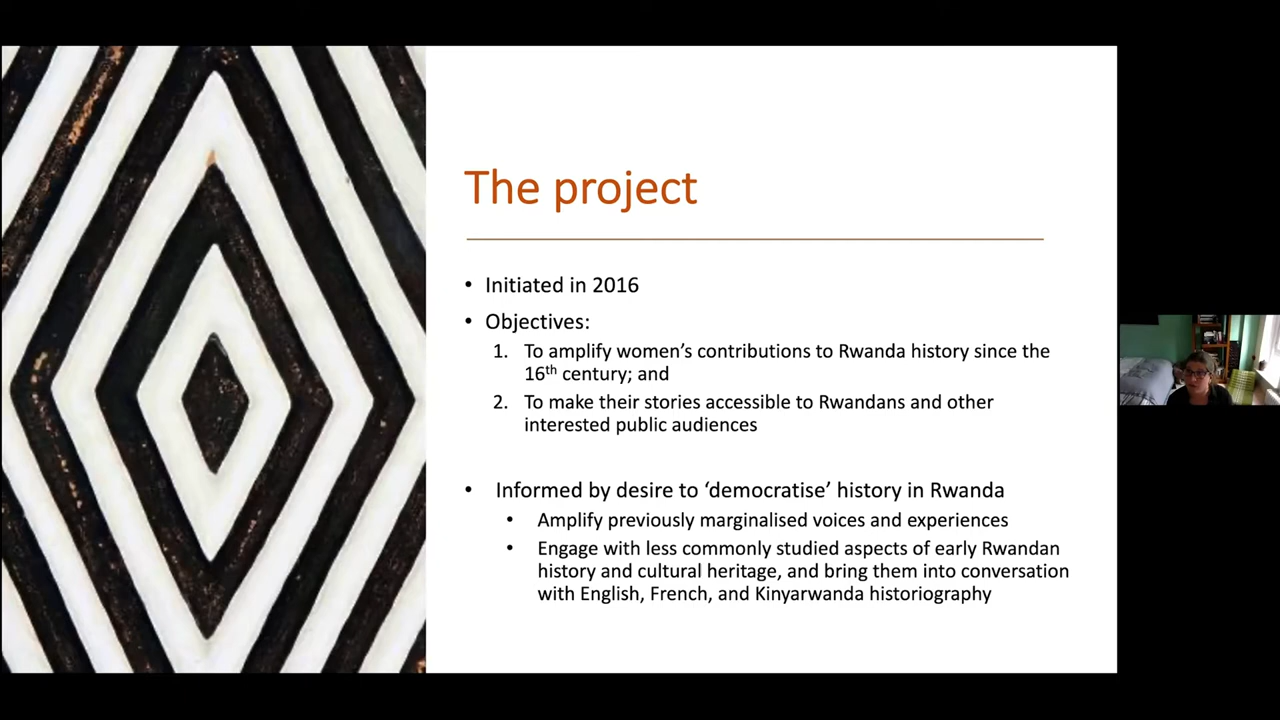 The project
• Initiated in 2016
• Objectives:
1. To amplify women’s contributions to Rwanda history since the
16th century; and
2. To make their stories accessible to Rwandans and other
interested public audiences
• Informed by desire to ‘democratise’ history in Rwanda
• Amplify previously marginalised voices and experiences
• Engage with less commonly studied aspects of early Rwandan
history and cultural heritage, and bring them into conversation
with English, French, and Kinyarwanda historiography